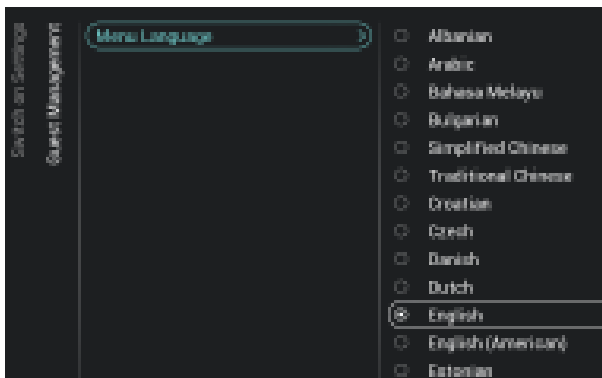 Switch on Settings
Guest Management
Menu Language
Albanian
Arabic
Bahasa Melayu
Bulgarian
Simplified Chinese
Traditional Chinese
Croatian
Czech
Danish
Dutch
English
English (American)
Estonian